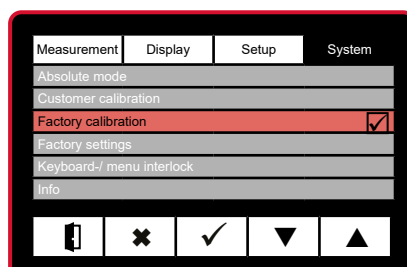 Measurement Display Setup System
Absolute mode
Customer calibration
Factory calibration
Factory settings
Keyboard-/ menu interlock
Info